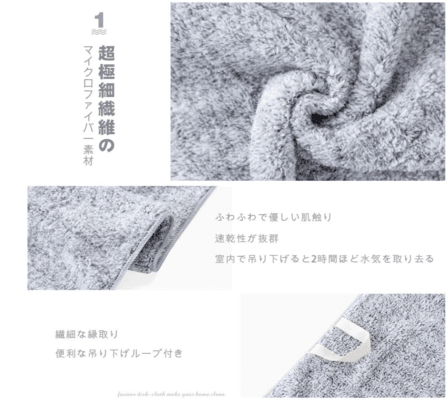 1
超極細繊維の
マイクロファイバー素材
ふわふわで優しい肌触り
速乾性が抜群
室内で吊り下げると2時間ほど水気を取り去る
繊細な縁取り
便利な吊り下げループ付き